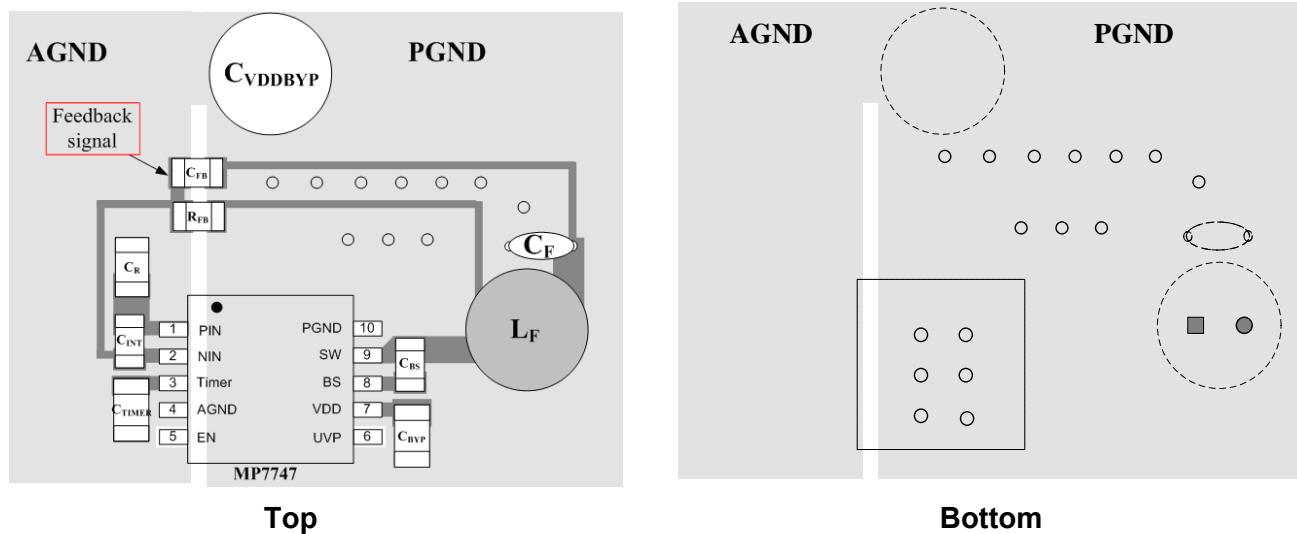 AGND
PGND
CVDDBYP
Feedback
signal
CFB
RFB
CF
CR
LF
CINT
CTIMER
1 PIN
2 NIN
3 Timer
4 AGND
5 EN
PGND 10
SW 9
BS 8
VDD 7
UVP 6
CBS
CBYP
MP7747
Top
AGND
PGND
Bottom